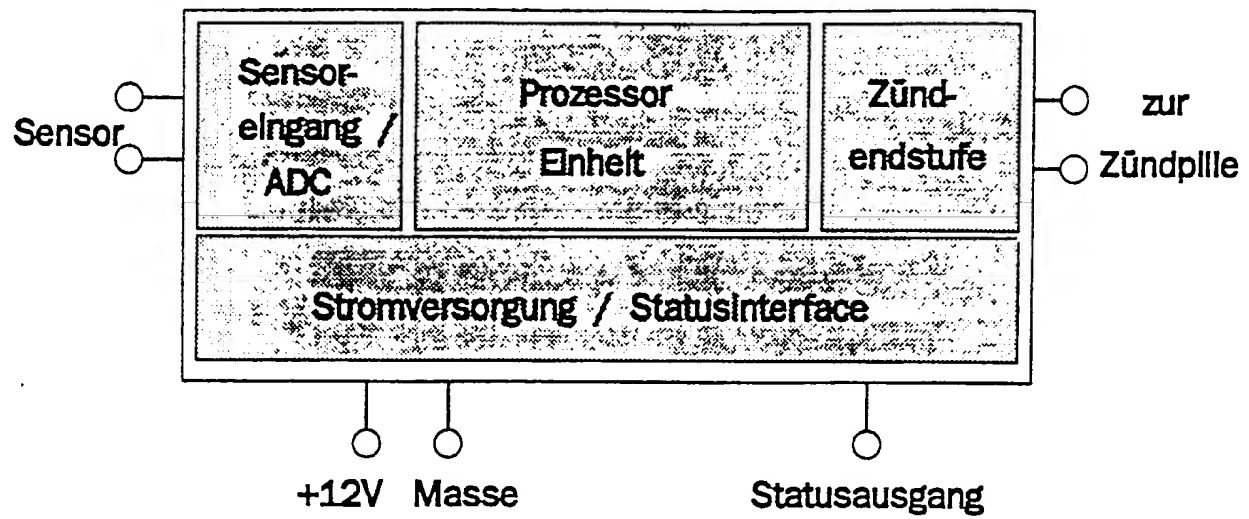 Sensor
Sensor-
eingang /
ADC
Prozessor
Einheit
Zünd-
endstufe
zur
Zündpille
Stromversorgung / Statusinterface
+12V Masse
Statusausgang